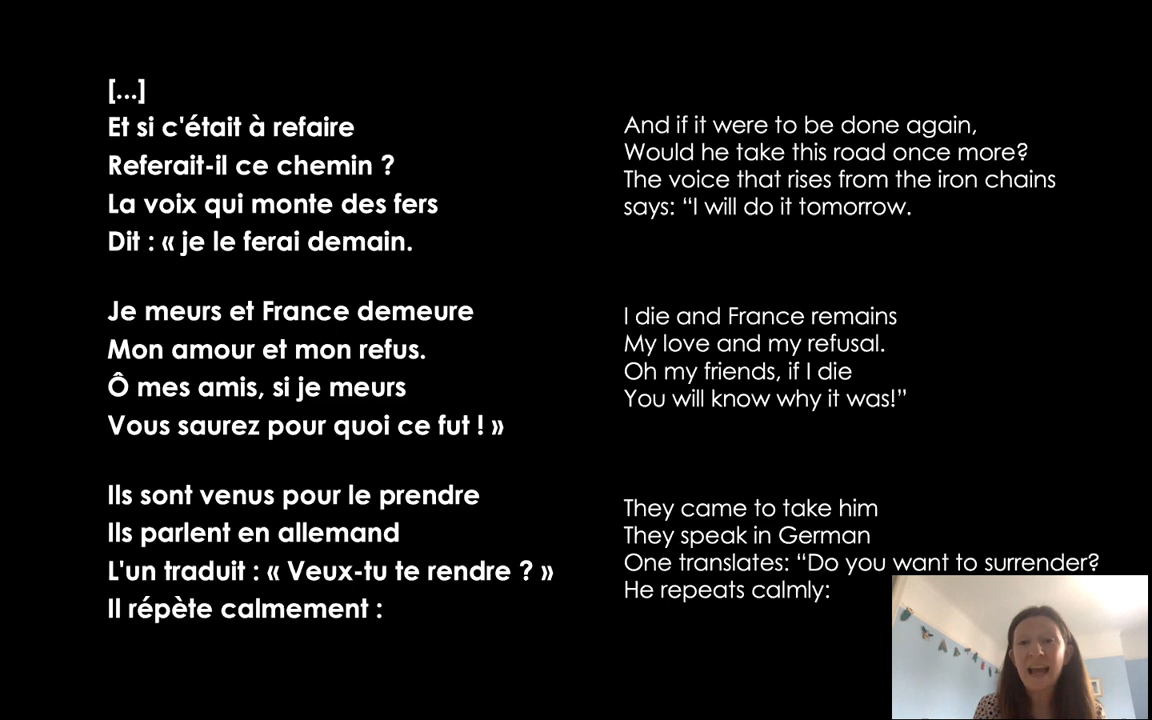 [...]
Et si c'était à refaire
Referait-il ce chemin ?
La voix qui monte des fers
Dit : « je le ferai demain.
Je meurs et France demeure
Mon amour et mon refus.
Ô mes amis, si je meurs
Vous saurez pour quoi ce fut ! »
Ils sont venus pour le prendre
Ils parlent en allemand
L'un traduit : « Veux-tu te rendre ? »
Il répète calmement :
And if it were to be done again,
Would he take this road once more?
The voice that rises from the iron chains
says: “I will do it tomorrow.
I die and France remains
My love and my refusal.
Oh my friends, if I die
You will know why it was!”
They came to take him
They speak in German
One translates: “Do you want to surrender?
He repeats calmly: